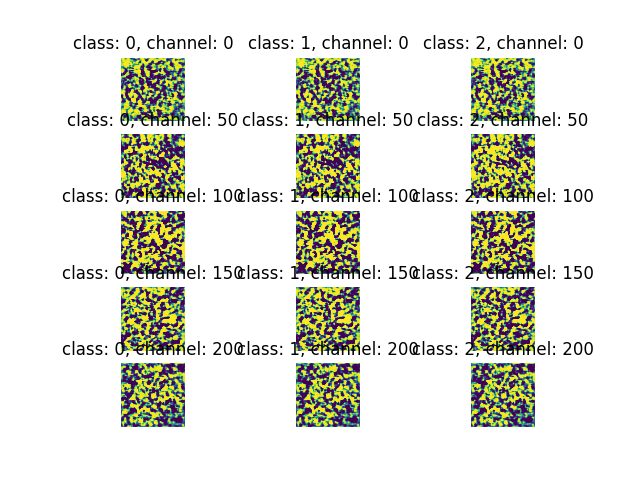 class: 0, channel: 0 class: 1, channel: 0 class: 2, channel: 0
class: 0, channel: 50 class: 1, channel: 50 class: 2, channel: 50
class: 0, channel: 100 class: 1, channel: 100 class: 2, channel: 100
class: 0, channel: 150 class: 1, channel: 150 class: 2, channel: 150
class: 0, channel: 200 class: 1, channel: 200 class: 2, channel: 200